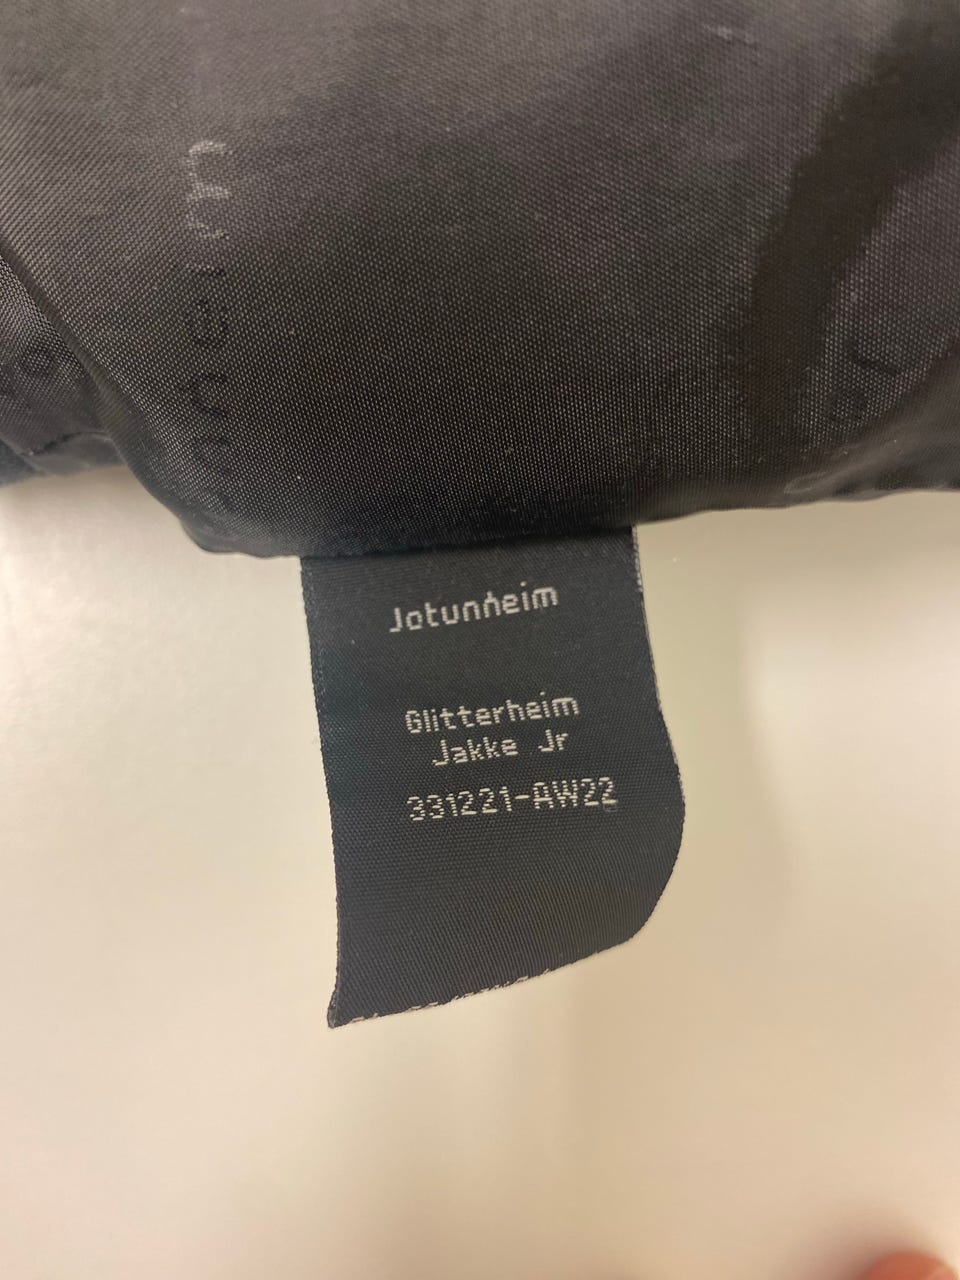 Jotunheim
Glitterheim
Jakke Jr
331221-AW22